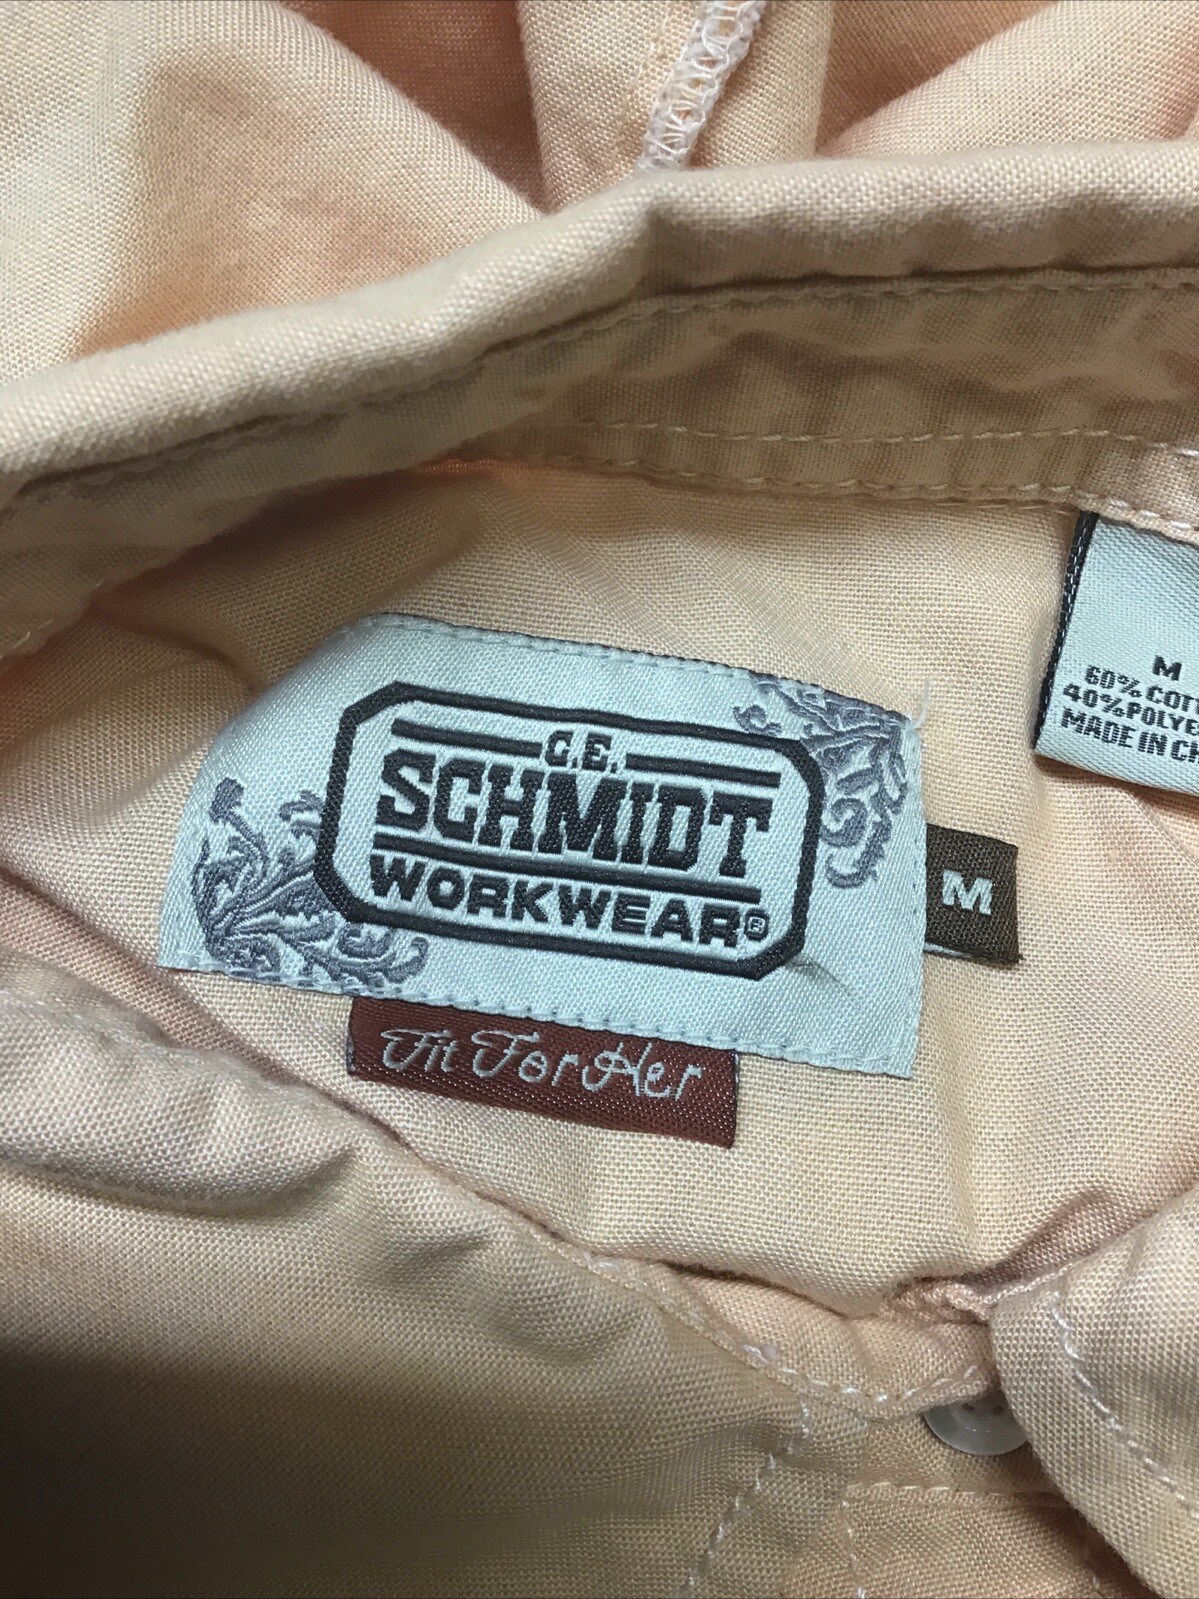 C.E.
SCHMIDT
WORKWEAR®
M
Fit For Her
M
60% COTT
40% POLYE
MADE IN CH